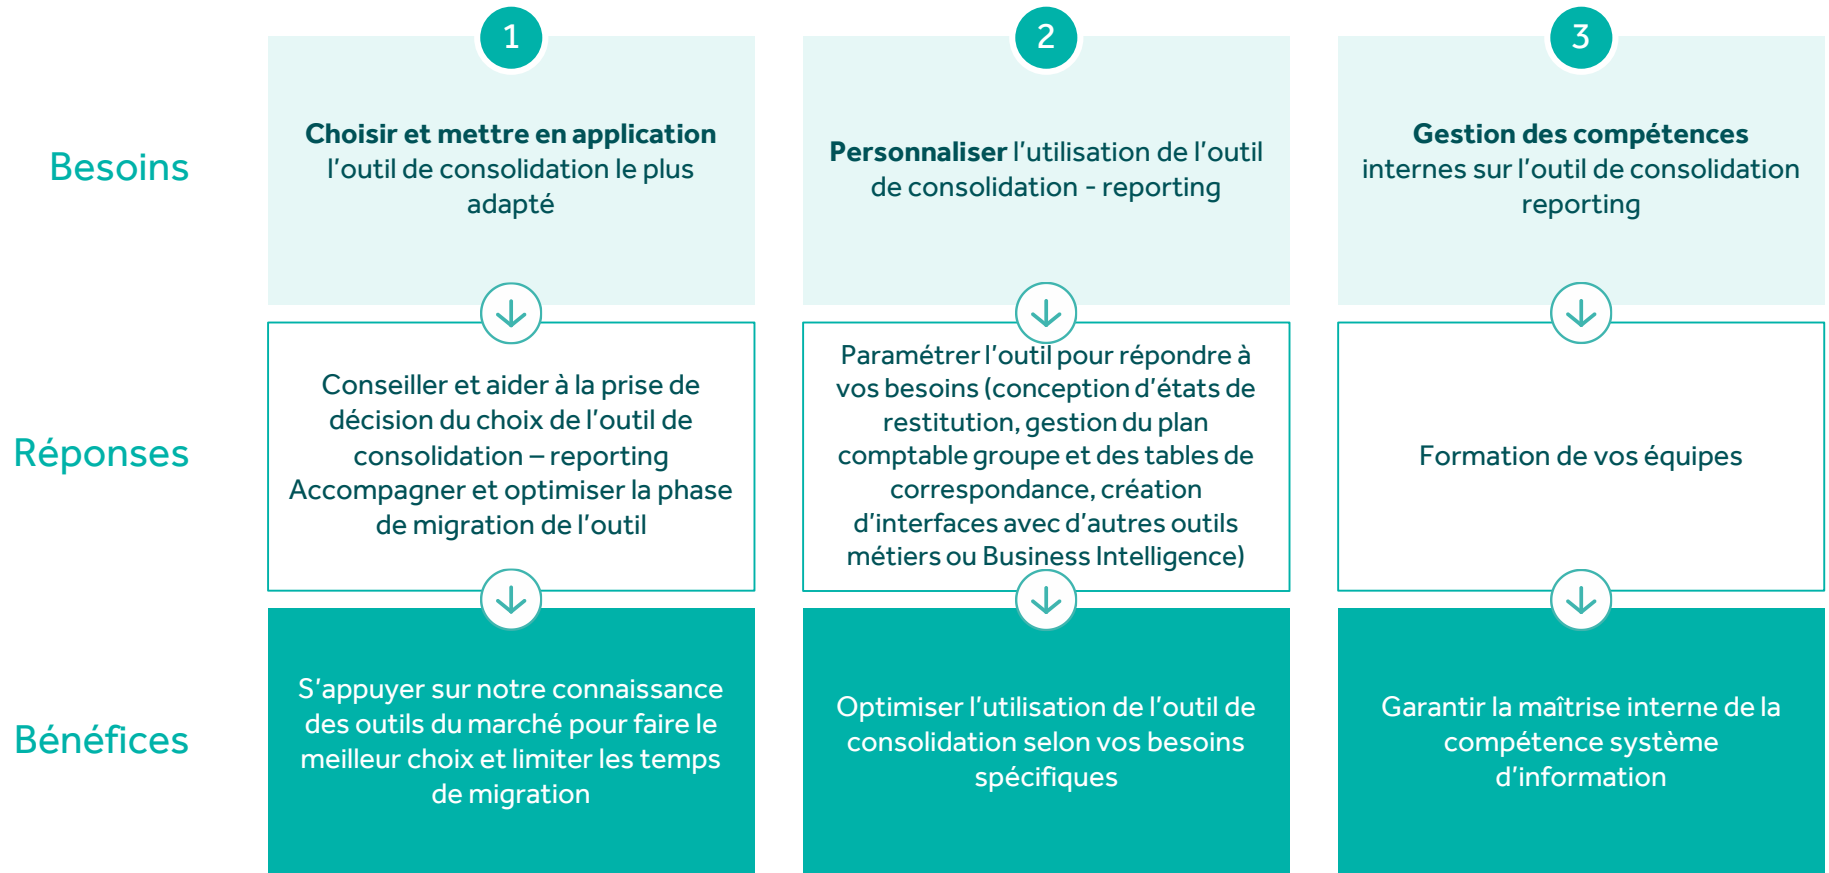 1
2
3
Besoins
Choisir et mettre en application
l'outil de consolidation le plus
adapté
Personnaliser l'utilisation de l'outil
de consolidation - reporting
Gestion des compétences
internes sur l'outil de consolidation
reporting
Réponses
Conseiller et aider à la prise de
décision du choix de l'outil de
consolidation – reporting
Accompagner et optimiser la phase
de migration de l'outil
Paramétrer l'outil pour répondre à
vos besoins (conception d'états de
restitution, gestion du plan
comptable groupe et des tables de
correspondance, création
d'interfaces avec d'autres outils
métiers ou Business Intelligence)
Formation de vos équipes
Bénéfices
S'appuyer sur notre connaissance
des outils du marché pour faire le
meilleur choix et limiter les temps
de migration
Optimiser l'utilisation de l'outil de
consolidation selon vos besoins
spécifiques
Garantir la maîtrise interne de la
compétence système
d'information